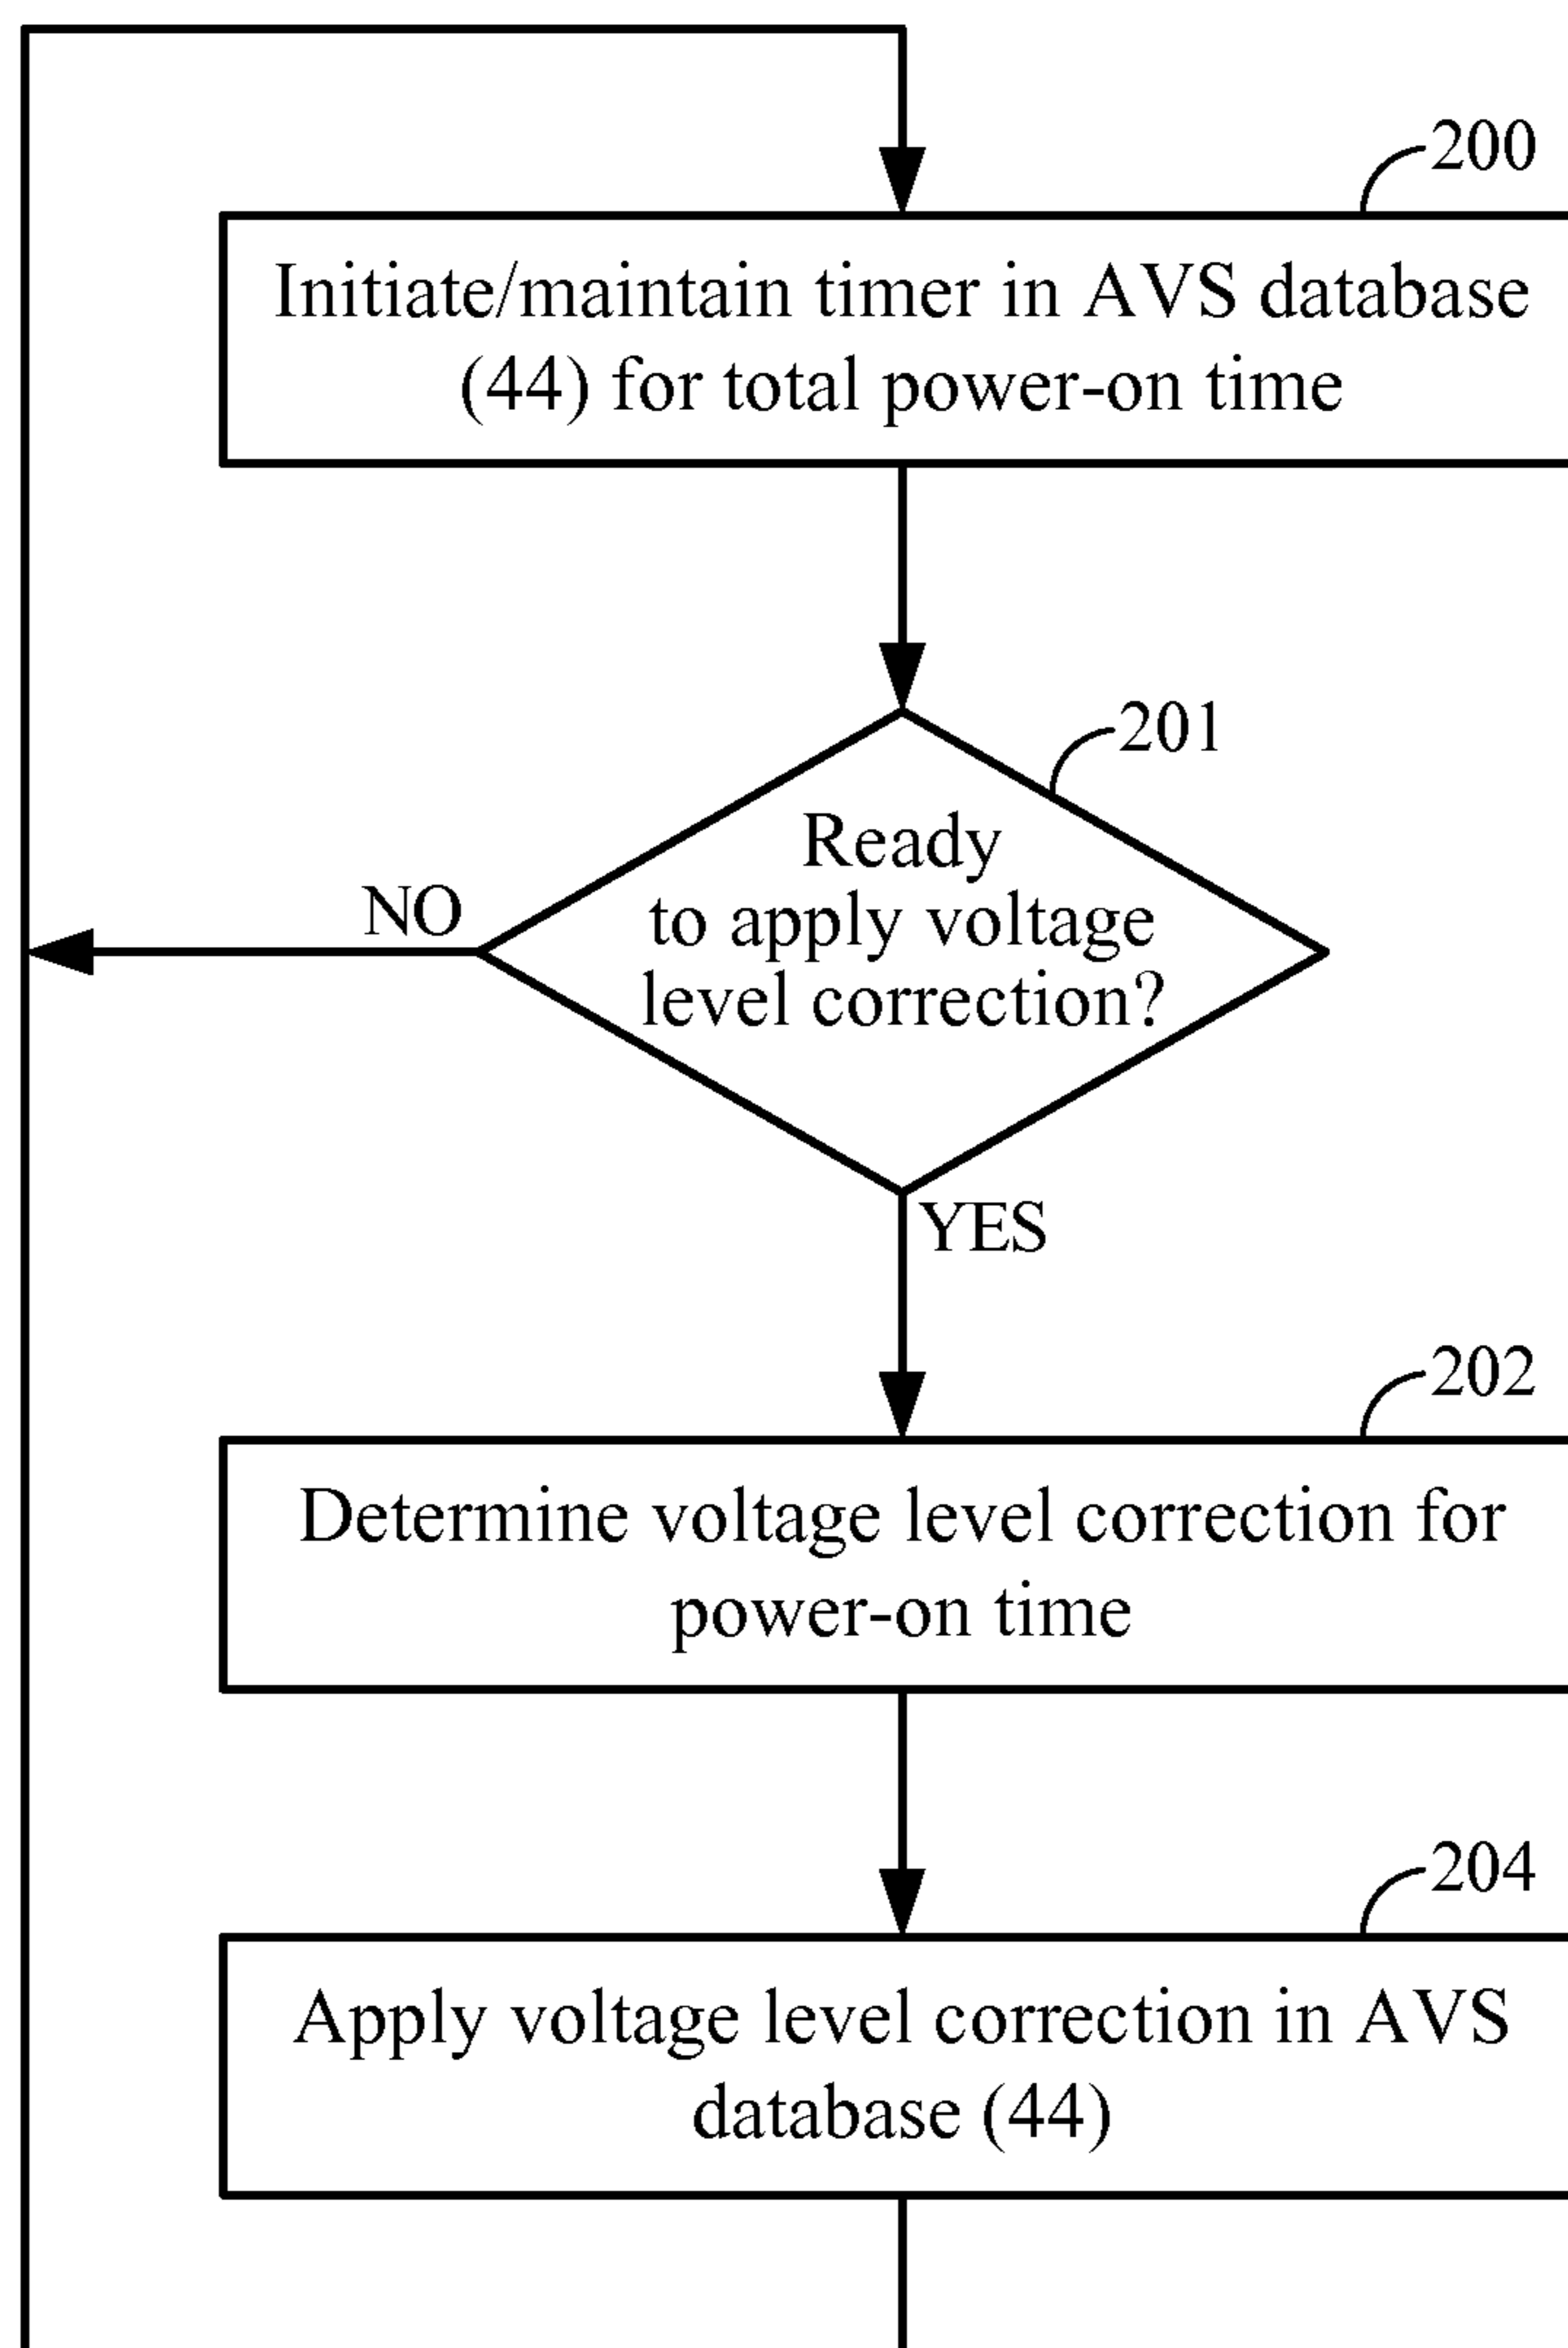 200
Initiate/maintain timer in AVS database
(44) for total power-on time
201
Ready
to apply voltage
level correction?
NO
YES
202
Determine voltage level correction for
power-on time
204
Apply voltage level correction in AVS
database (44)